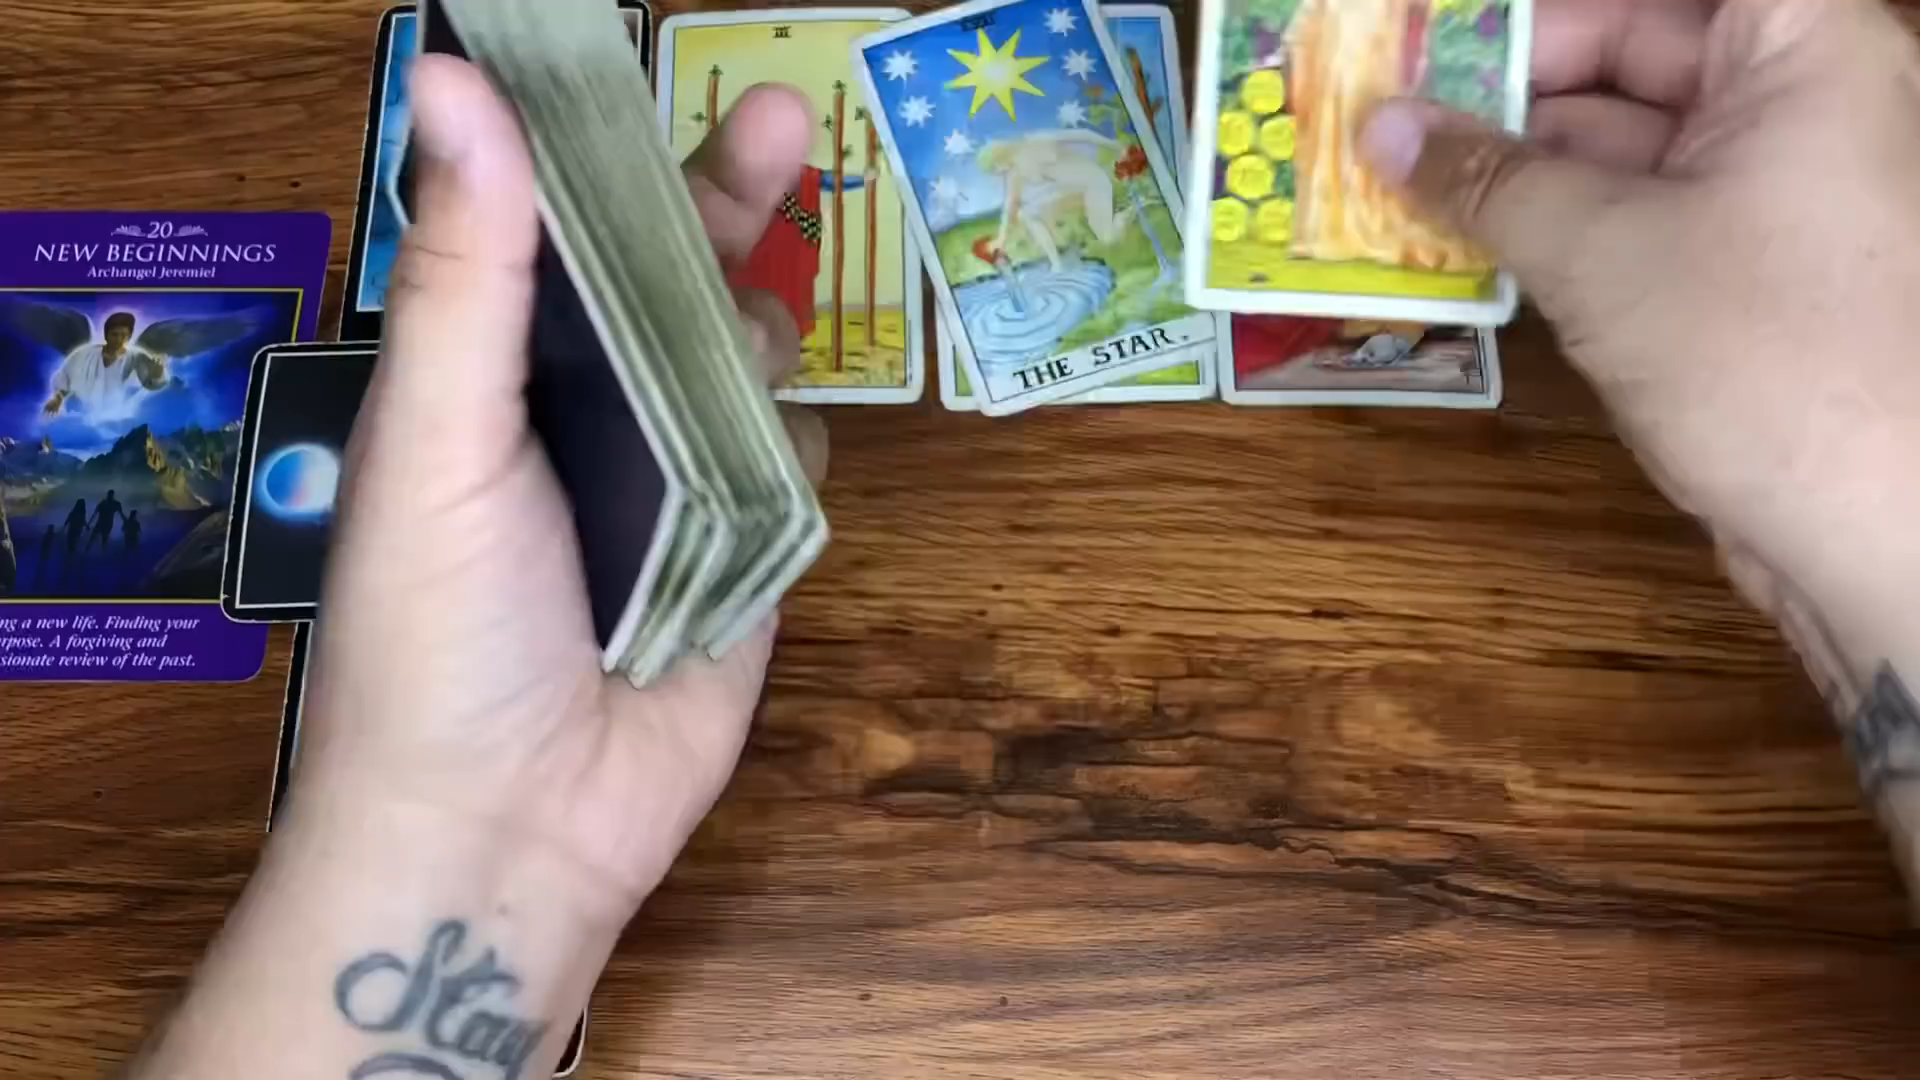 20
NEW BEGINNINGS
Archangel Jeremiel
ng a new life. Finding your
rpose. A forgiving and
sionate review of the past.
III
THE STAR.
Stay